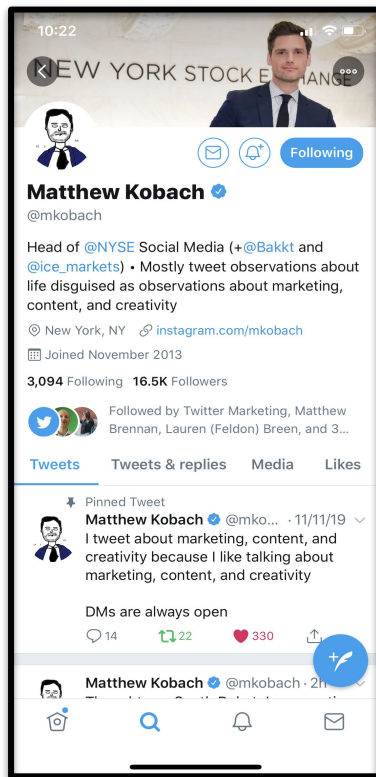 10:22
NEW YORK STOCK EXCHANGE
Following
Matthew Kobach
@mkobach
Head of @NYSE Social Media (+@Bakkt and
@ice_markets) • Mostly tweet observations about
life disguised as observations about marketing,
content, and creativity
New York, NY instagram.com/mkobach
Joined November 2013
3,094 Following 16.5K Followers
Followed by Twitter Marketing, Matthew
Brennan, Lauren (Feldon) Breen, and 3...
Tweets Tweets & replies Media Likes
Pinned Tweet
Matthew Kobach @mko... · 11/11/19
I tweet about marketing, content, and
creativity because I like talking about
marketing, content, and creativity
DMs are always open
14 22 330
Matthew Kobach @mkobach · 2h